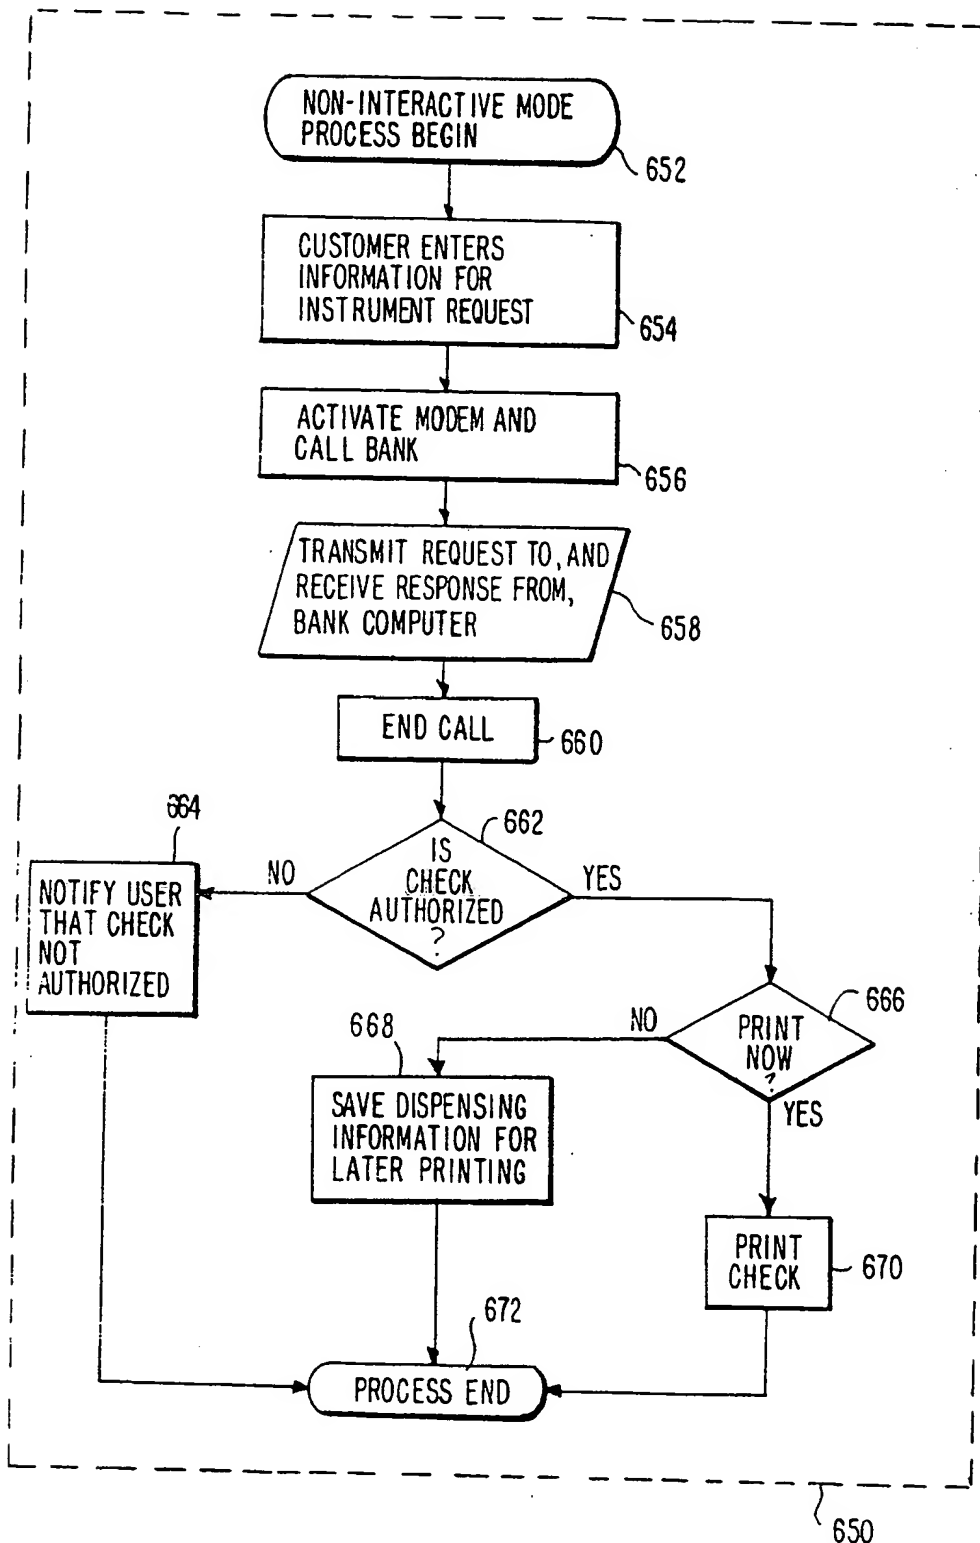 NON-INTERACTIVE MODE
PROCESS BEGIN
652
CUSTOMER ENTERS
INFORMATION FOR
INSTRUMENT REQUEST
654
ACTIVATE MODEM AND
CALL BANK
656
TRANSMIT REQUEST TO, AND
RECEIVE RESPONSE FROM,
BANK COMPUTER
658
END CALL
660
664
662
IS
CHECK
AUTHORIZED
?
NO
YES
NOTIFY USER
THAT CHECK
NOT
AUTHORIZED
666
PRINT
NOW
?
NO
YES
668
SAVE DISPENSING
INFORMATION FOR
LATER PRINTING
PRINT
CHECK
670
672
PROCESS END
650